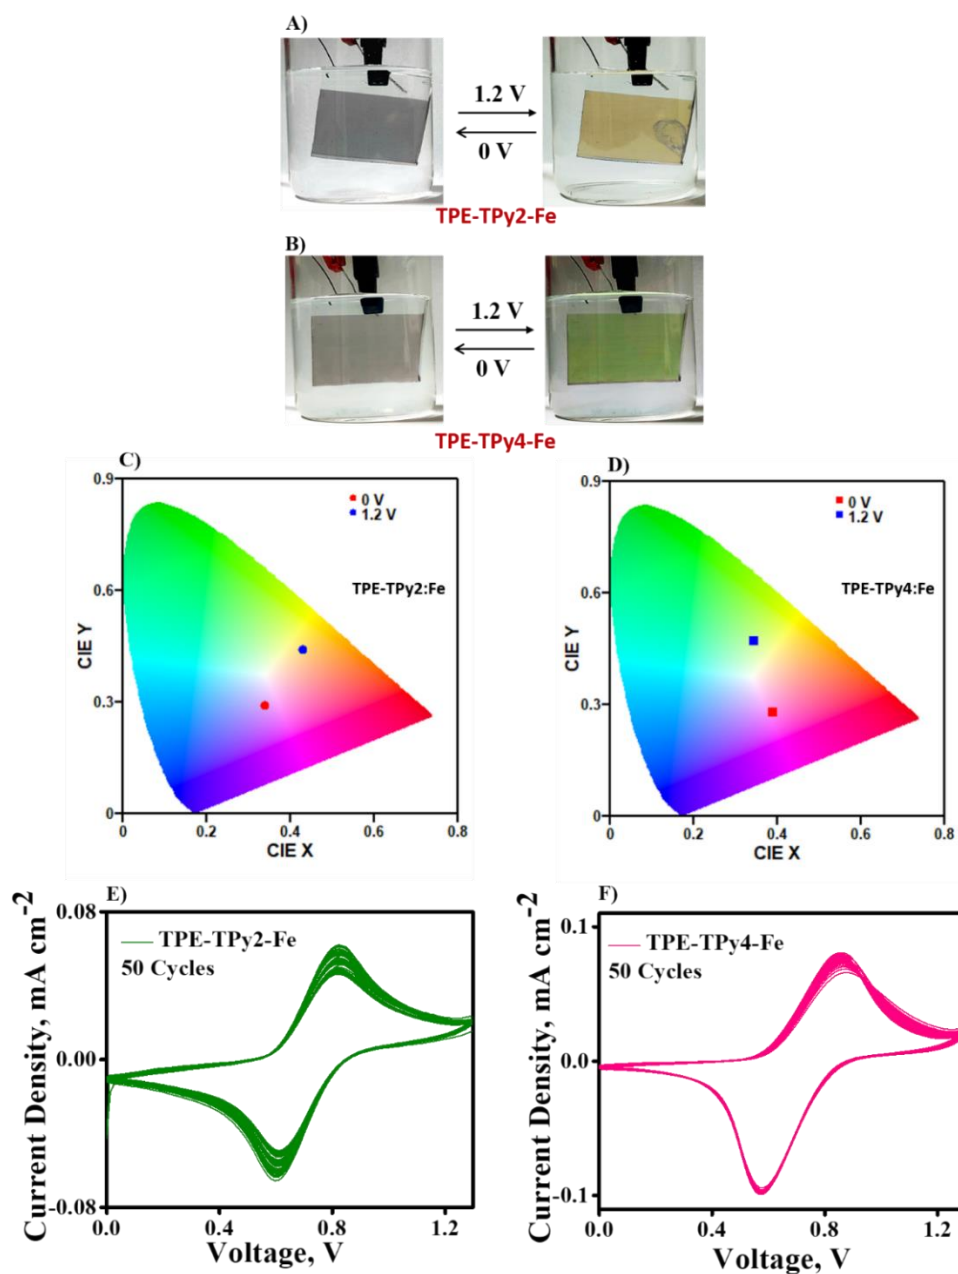 A)
1.2 V
0 V
TPE-TPy2-Fe
B)
1.2 V
0 V
TPE-TPy4-Fe
C)
0.9
0.6
0.3
0
0
0.2
0.4
0.6
0.8
CIE Y
CIE X
0 V
1.2 V
TPE-TPy2:Fe
D)
0.9
0.6
0.3
0
0
0.2
0.4
0.6
0.8
CIE Y
CIE X
0 V
1.2 V
TPE-TPy4:Fe
E)
Current Density, mA cm-2
0.08
0.00
-0.08
TPE-TPy2-Fe
50 Cycles
0.0
0.4
0.8
1.2
Voltage, V
F)
Current Density, mA cm-2
0.1
0.0
-0.1
TPE-TPy4-Fe
50 Cycles
0.0
0.4
0.8
1.2
Voltage, V